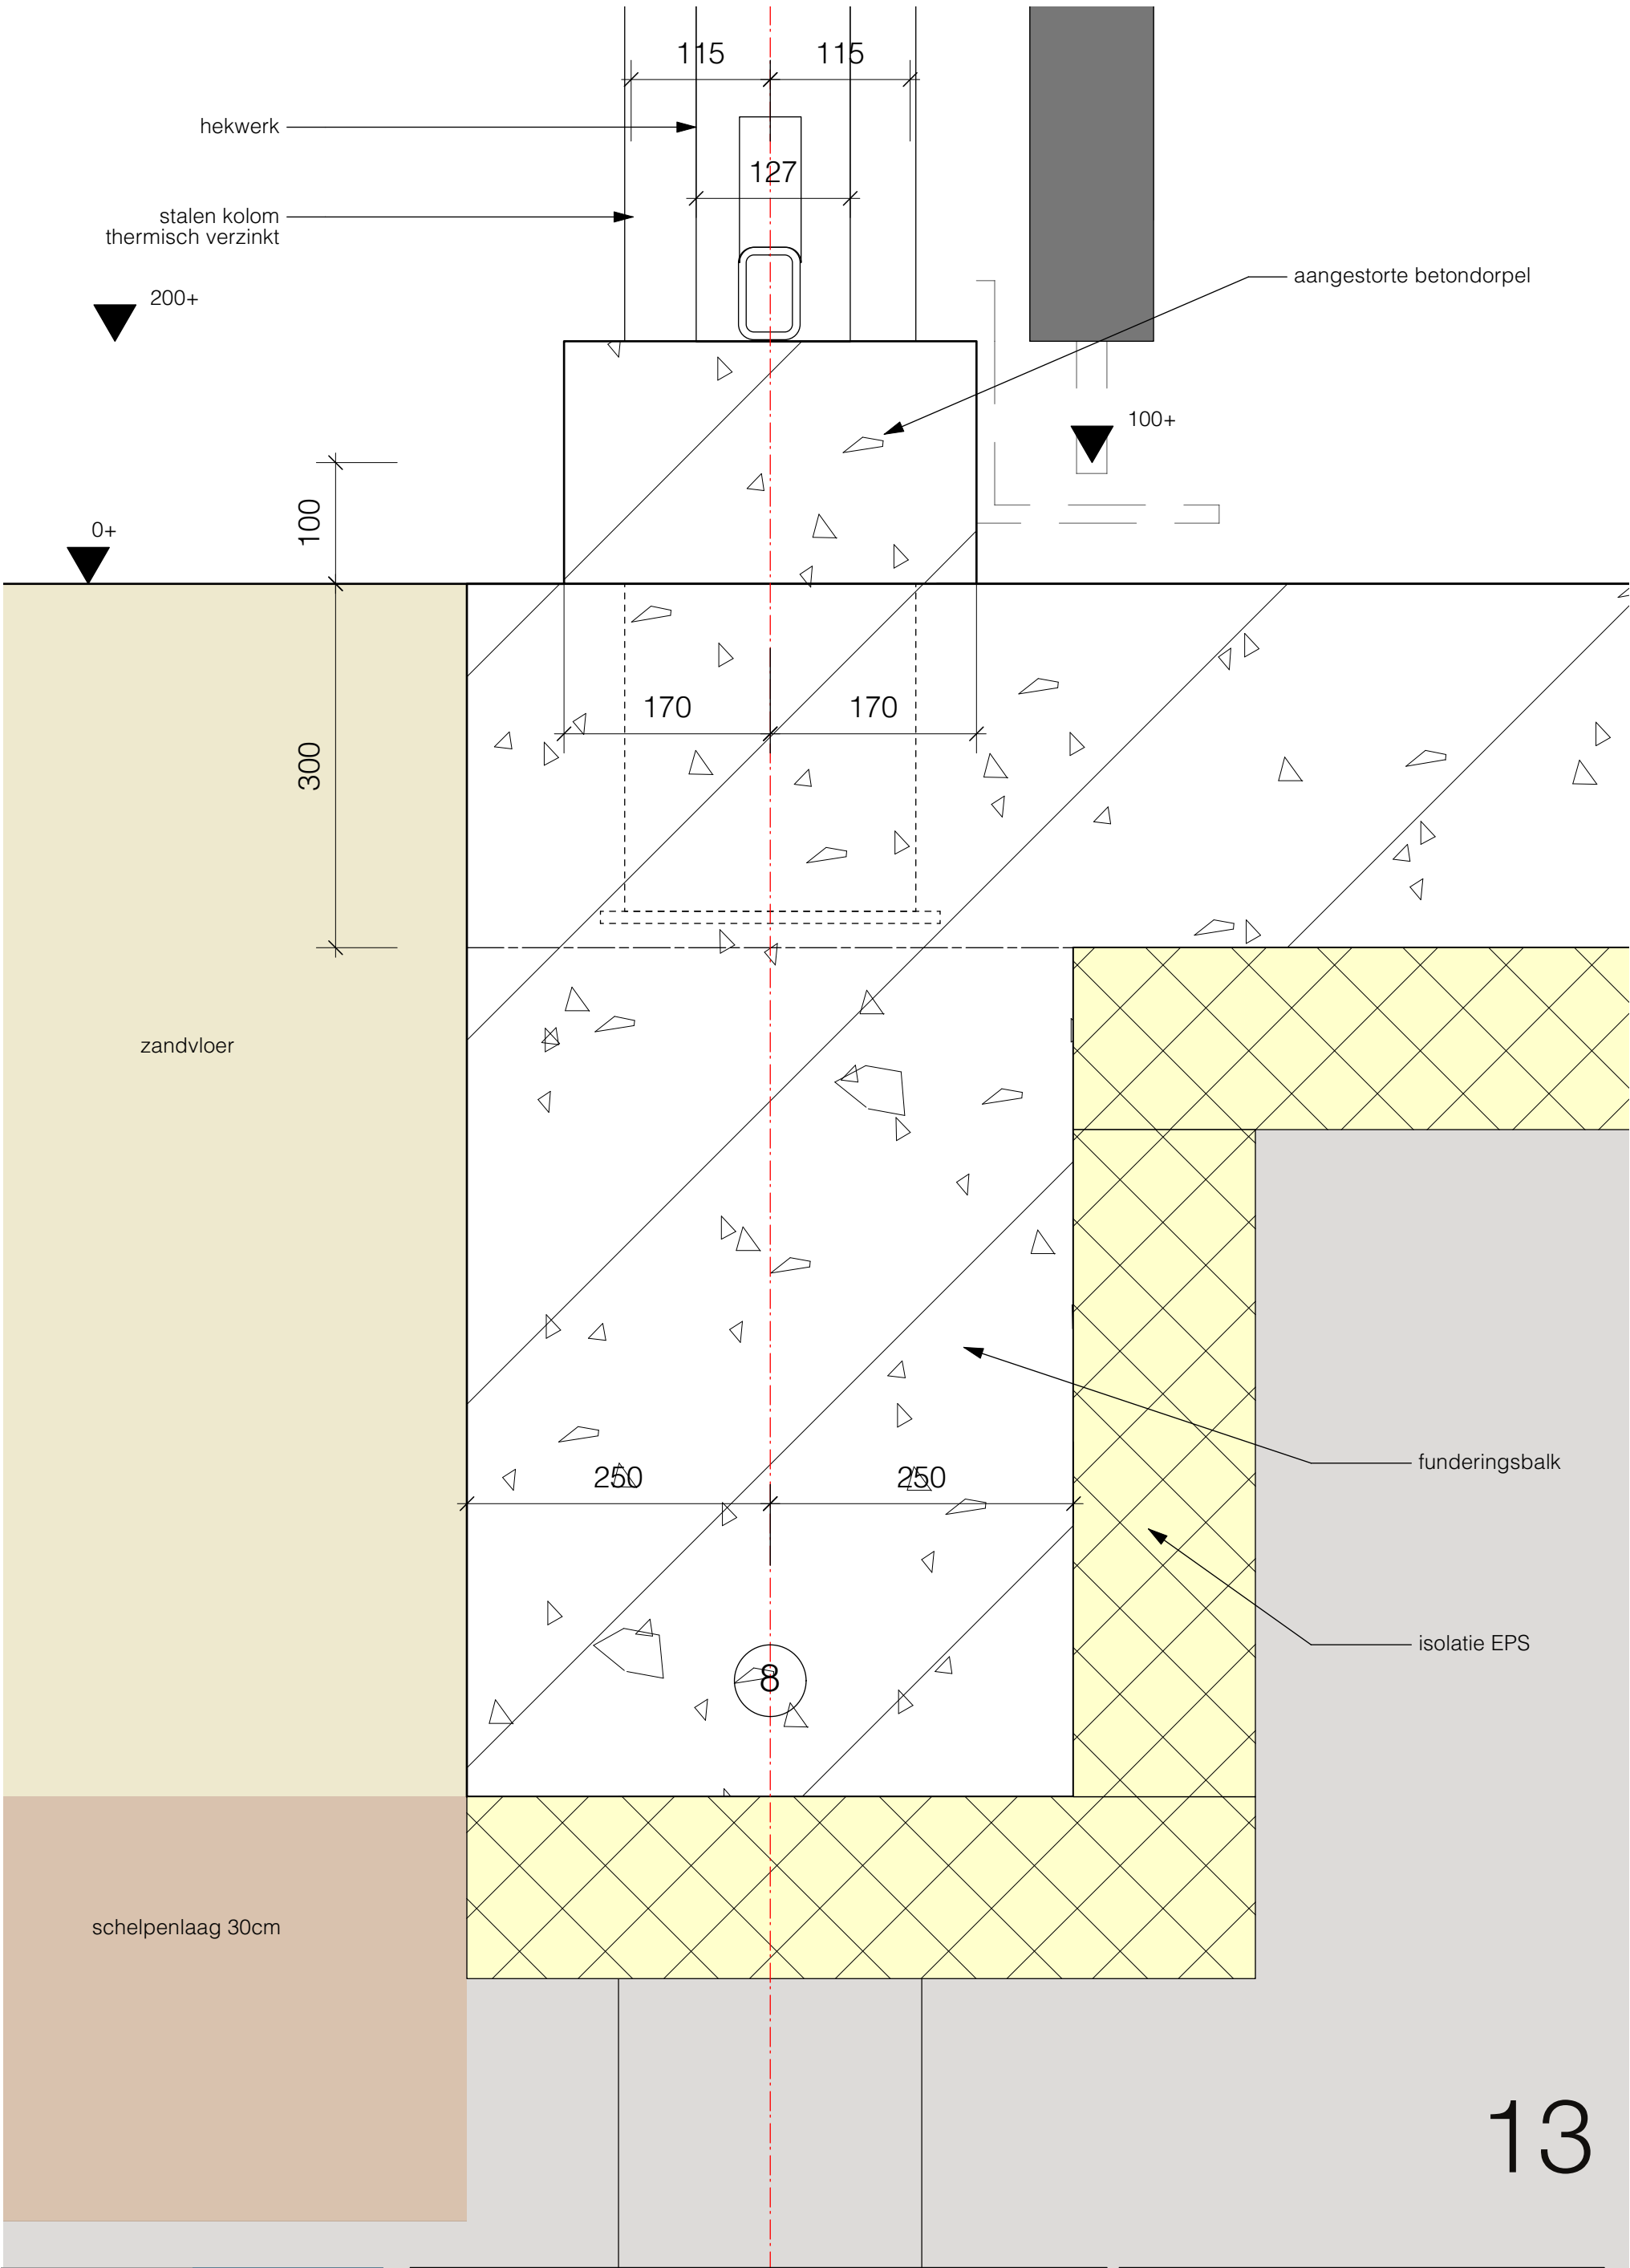 115 115
hekwerk
127
stalen kolom
thermisch verzinkt
200+
aangestorte betondorpel
100+
100
0+
170 170
300
zandvloer
250 250
funderingsbalk
isolatie EPS
8
schelpenlaag 30cm
13